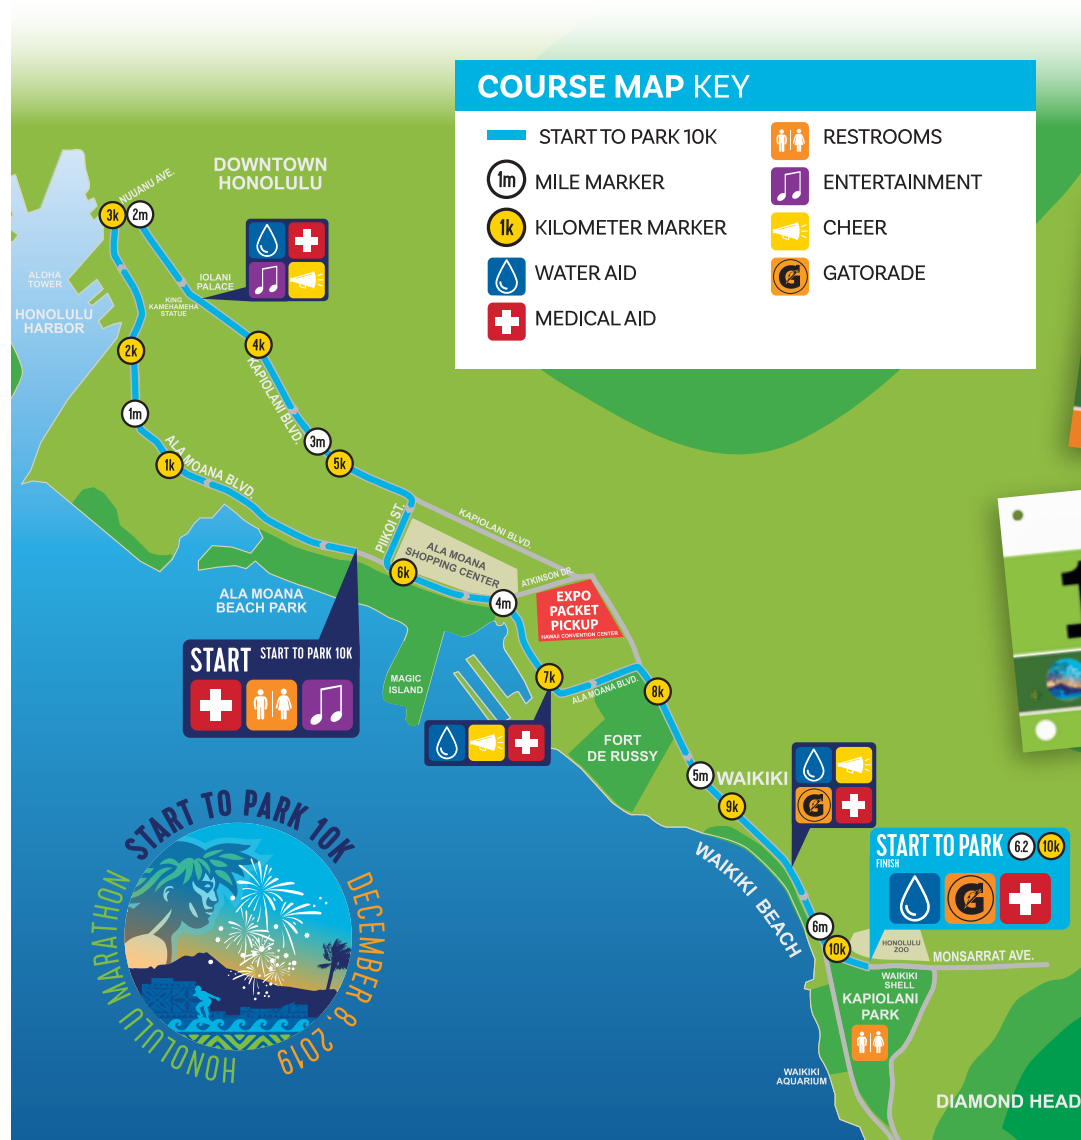 COURSE MAP KEY
START TO PARK 10K
1m MILE MARKER
1k KILOMETER MARKER
WATER AID
MEDICAL AID
RESTROOMS
ENTERTAINMENT
CHEER
G GATORADE
DOWNTOWN
HONOLULU
NUUANU AVE.
3k
2m
ALOHA
TOWER
HONOLULU
HARBOR
IOLANI
PALACE
KING
KAMEHAMEHA
STATUE
2k
4k
KAPIOLANI BLVD.
1m
3m
5k
1k
ALA MOANA BLVD.
PIIKOI ST.
KAPIOLANI BLVD.
ALA MOANA
SHOPPING CENTER
ATKINSON DR.
6k
4m
EXPO
PACKET
PICKUP
HAWAII CONVENTION CENTER
ALA MOANA
BEACH PARK
START START TO PARK 10K
MAGIC
ISLAND
7k
ALA MOANA BLVD.
8k
FORT
DE RUSSY
5m
WAIKIKI
9k
G
WAIKIKI BEACH
START TO PARK 6.2 10k
FINISH
G
6m
10k
HONOLULU
ZOO
MONSARRAT AVE.
WAIKIKI
SHELL
KAPIOLANI
PARK
WAIKIKI
AQUARIUM
DIAMOND HEAD
START TO PARK 10K
HONOLULU MARATHON
DECEMBER 8, 2019